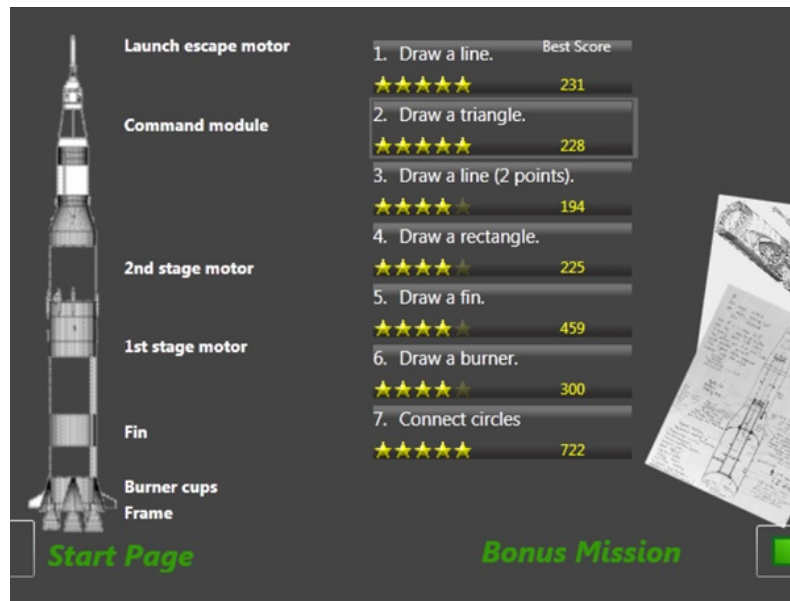 Launch escape motor
Command module
2nd stage motor
1st stage motor
Fin
Burner cups
Frame
Best Score
1. Draw a line.
231
2. Draw a triangle.
228
3. Draw a line (2 points).
194
4. Draw a rectangle.
225
5. Draw a fin.
459
6. Draw a burner.
300
7. Connect circles
722
Start Page
Bonus Mission